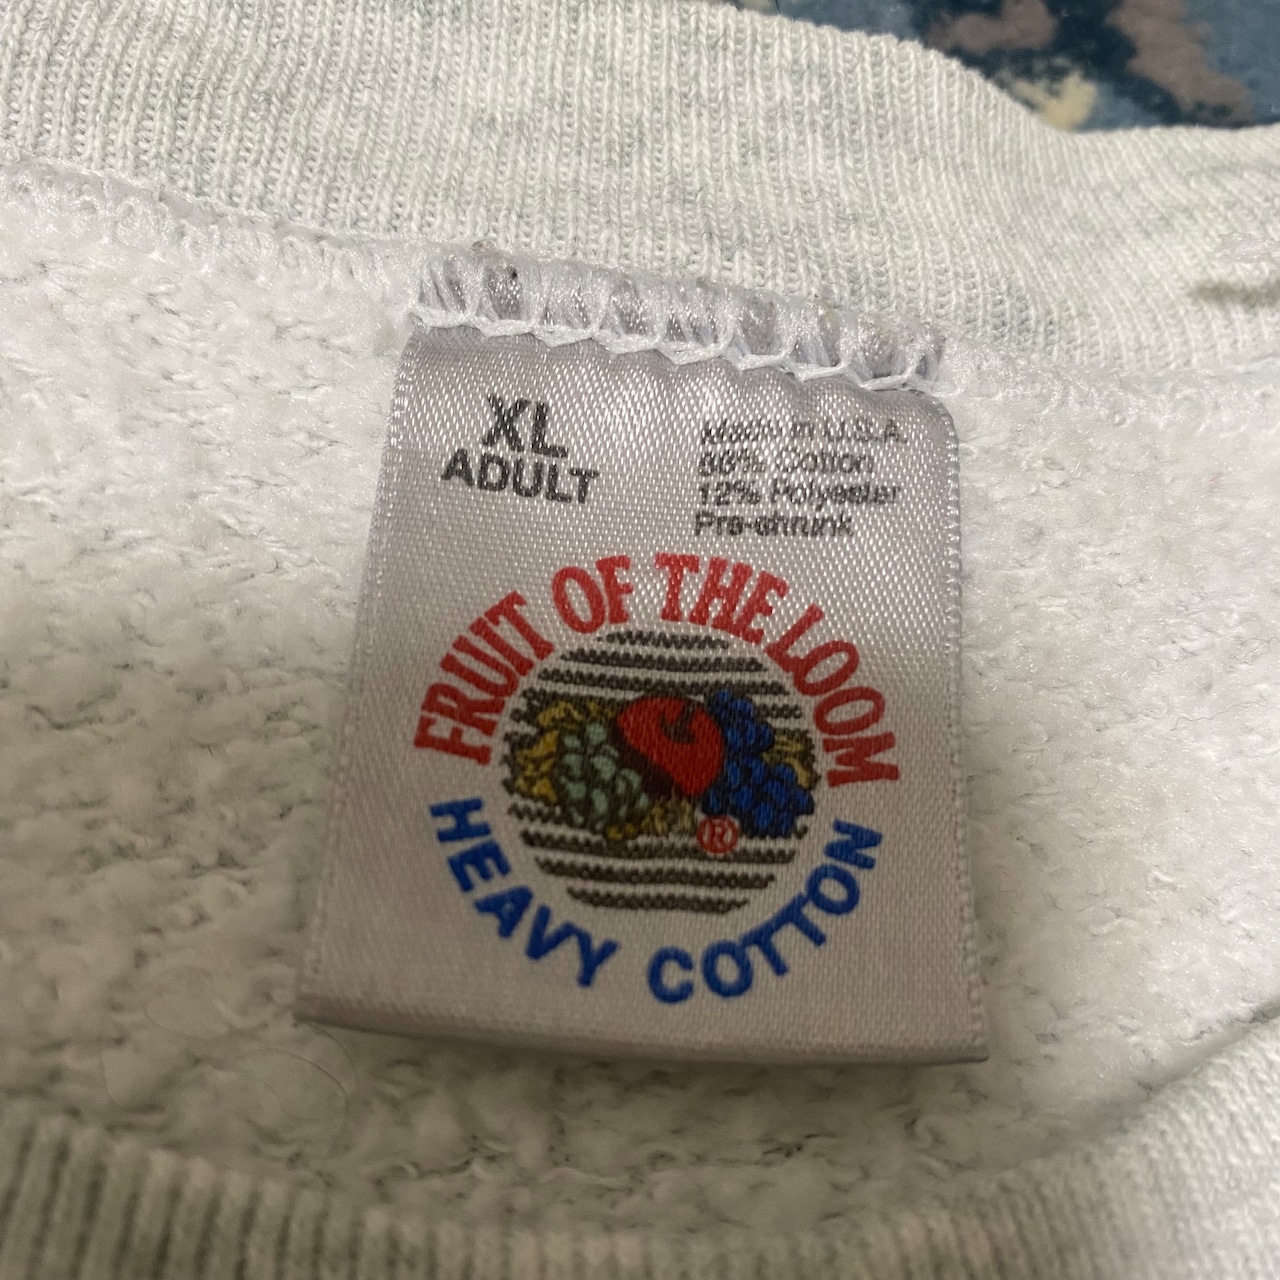 XL
ADULT
Made in U.S.A.
88% Cotton
12% Polyester
Pre-shrunk
FRUIT OF THE LOOM
®
HEAVY COTTON